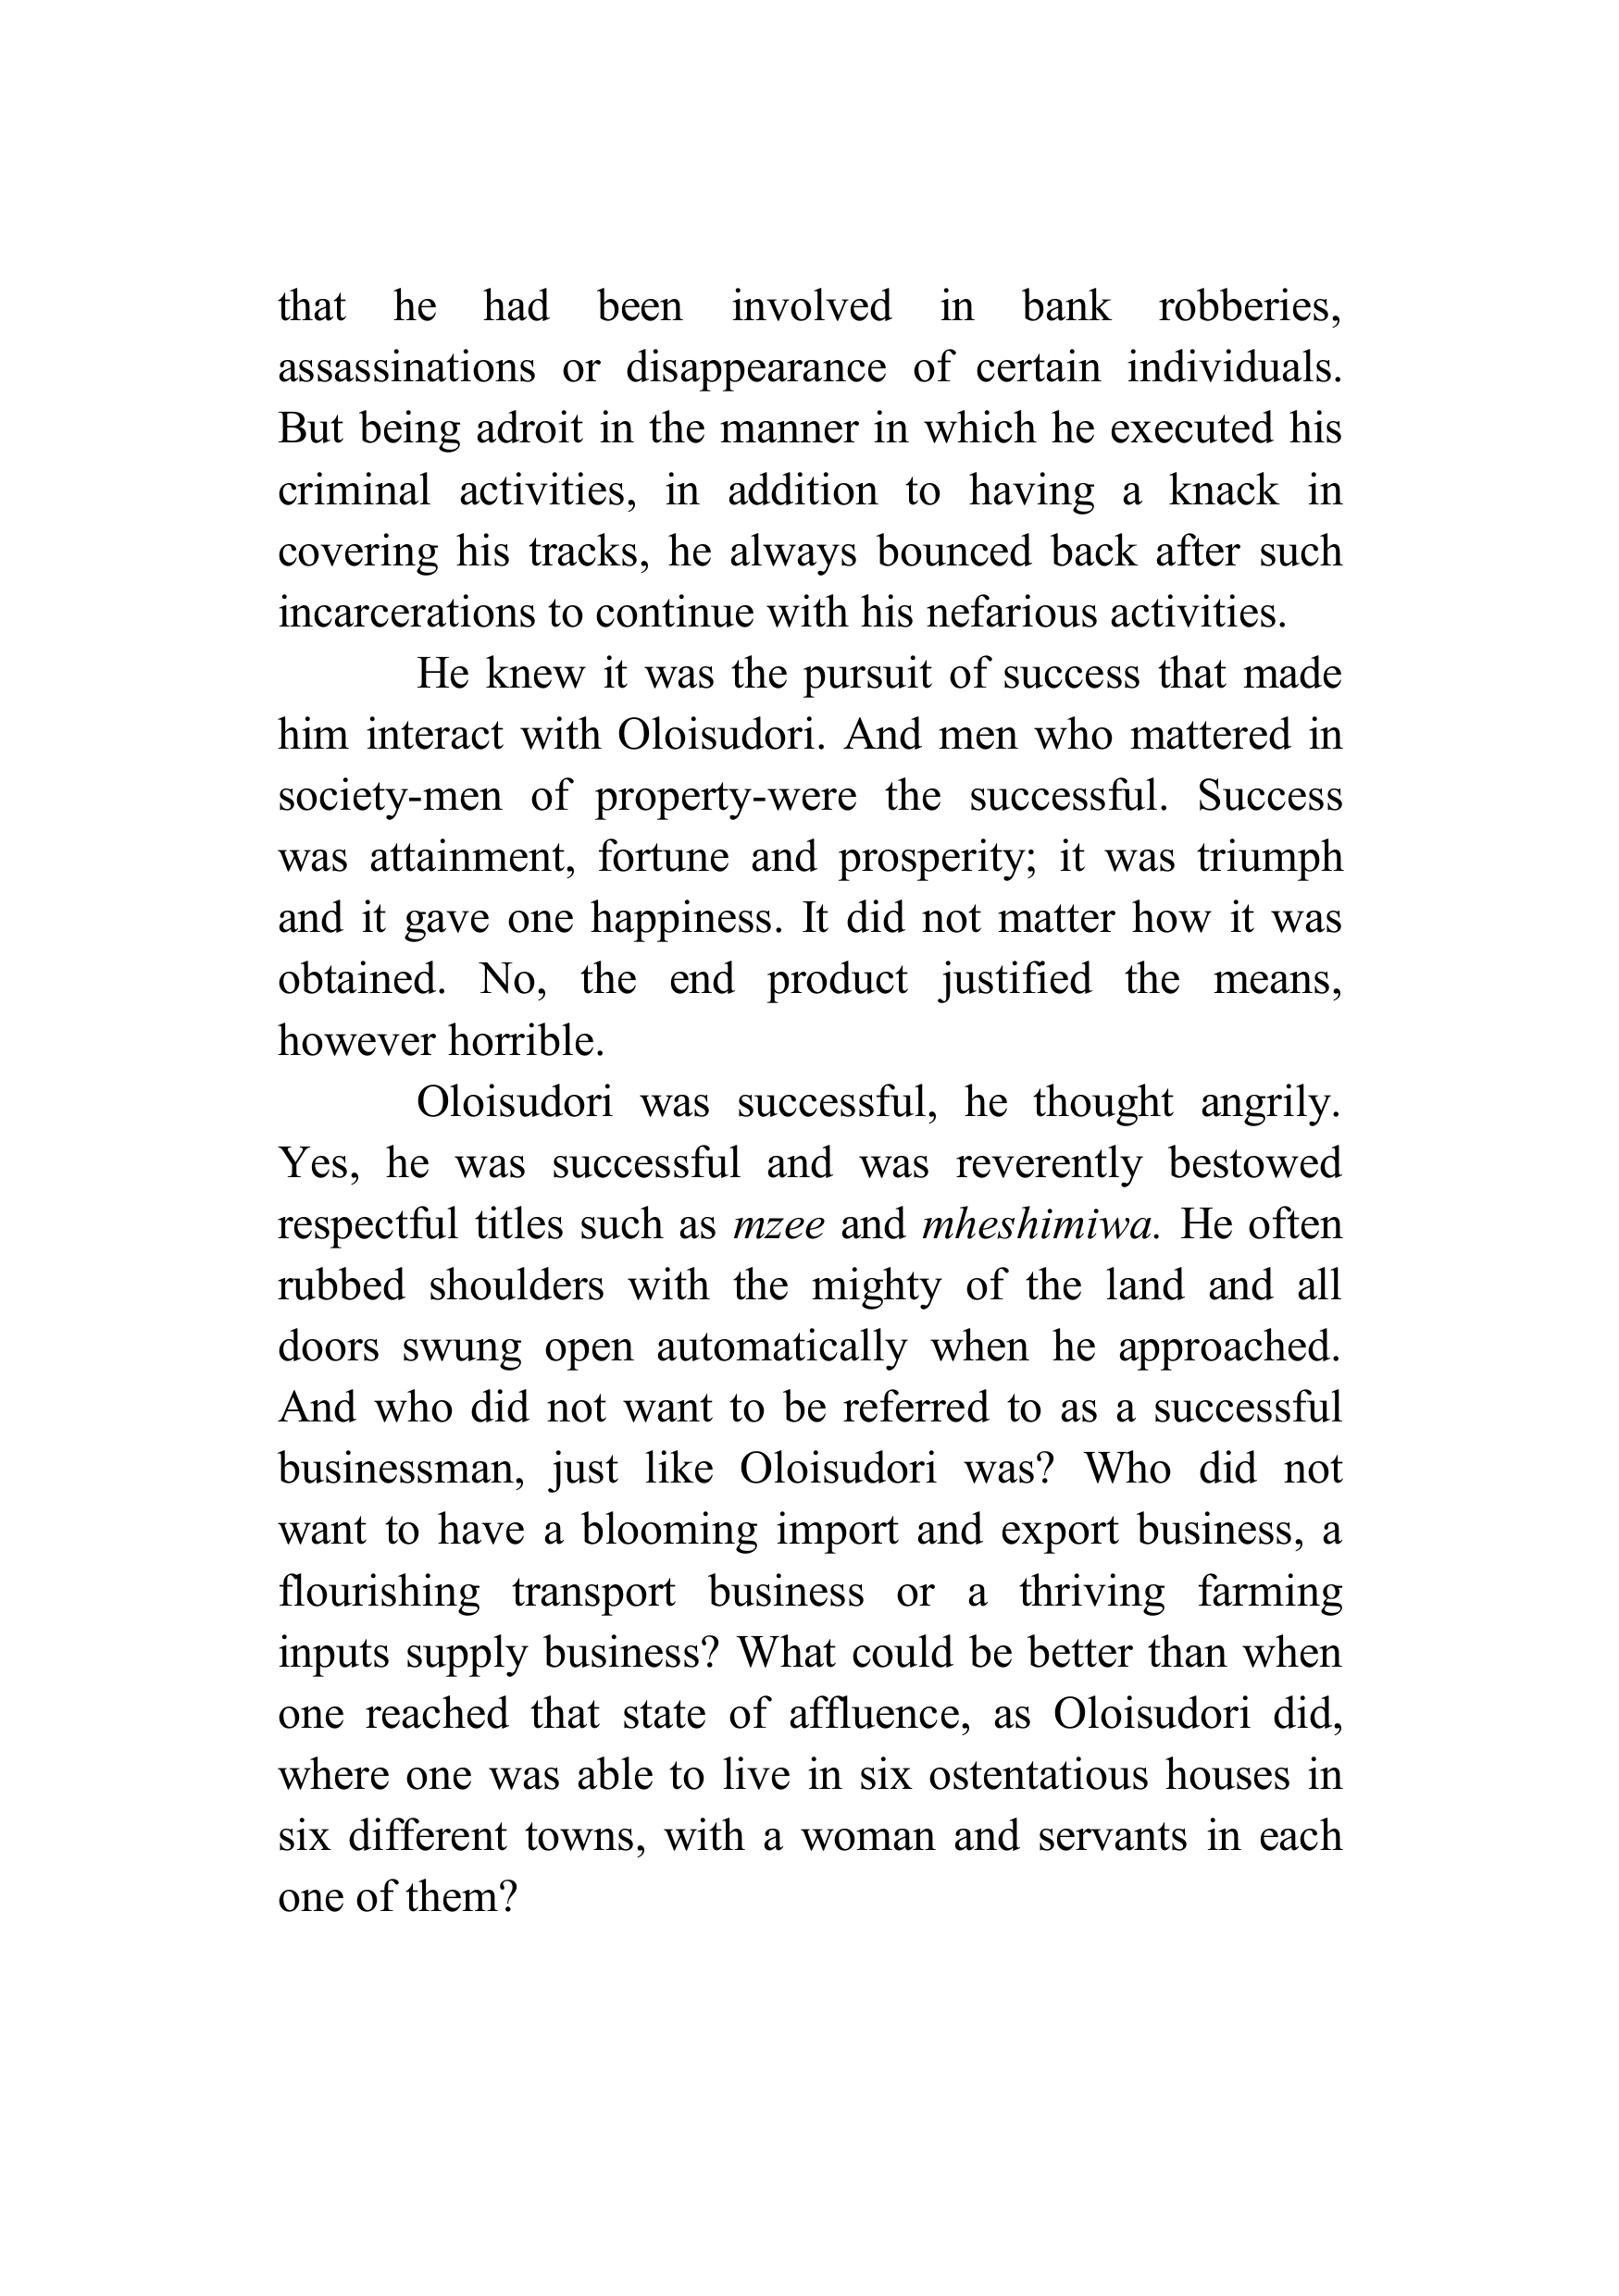 that he had been involved in bank robberies,
assassinations or disappearance of certain individuals.
But being adroit in the manner in which he executed his
criminal activities, in addition to having a knack in
covering his tracks, he always bounced back after such
incarcerations to continue with his nefarious activities.
He knew it was the pursuit of success that made
him interact with Oloisudori. And men who mattered in
society-men of property-were the successful. Success
was attainment, fortune and prosperity; it was triumph
and it gave one happiness. It did not matter how it was
obtained. No, the end product justified the means,
however horrible.
Oloisudori was successful, he thought angrily.
Yes, he was successful and was reverently bestowed
respectful titles such as mzee and mheshimiwa. He often
rubbed shoulders with the mighty of the land and all
doors swung open automatically when he approached.
And who did not want to be referred to as a successful
businessman, just like Oloisudori was? Who did not
want to have a blooming import and export business, a
flourishing transport business or a thriving farming
inputs supply business? What could be better than when
one reached that state of affluence, as Oloisudori did,
where one was able to live in six ostentatious houses in
six different towns, with a woman and servants in each
one of them?